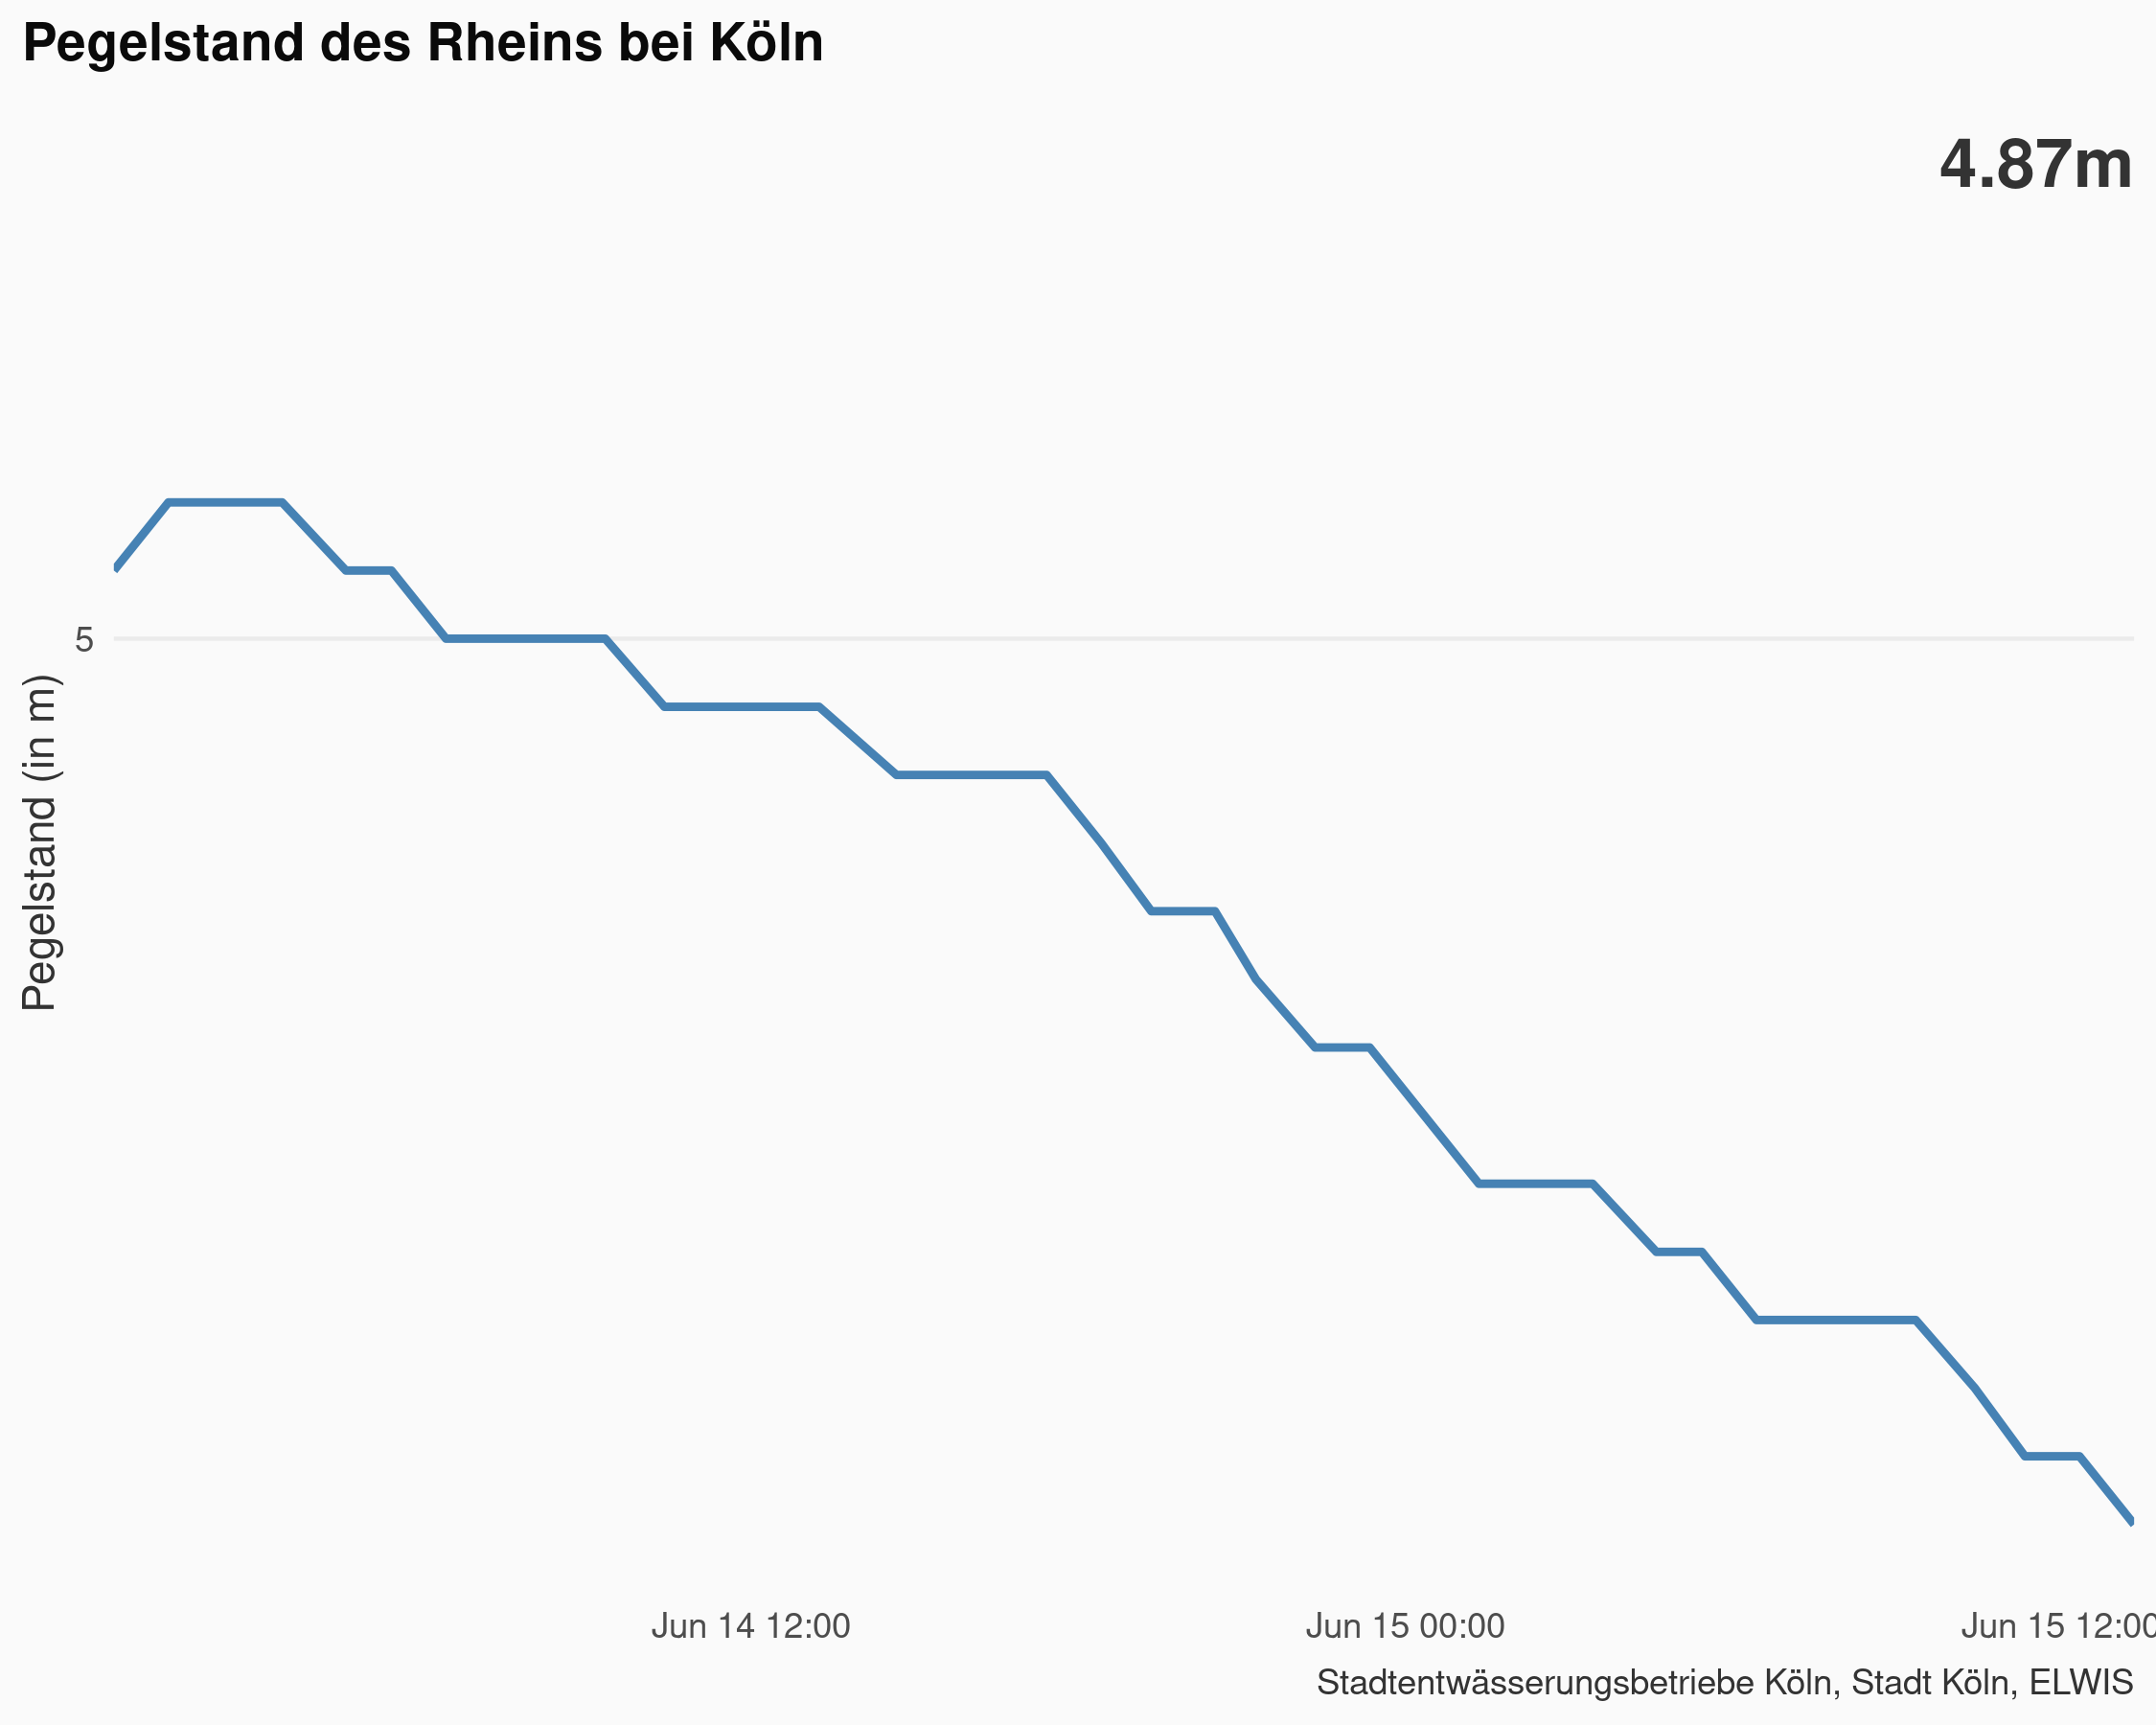 Pegelstand des Rheins bei Köln
4.87m
5
Pegelstand (in m)
Jun 14 12:00
Jun 15 00:00
Jun 15 12:00
Stadtentwässerungsbetriebe Köln, Stadt Köln, ELWIS